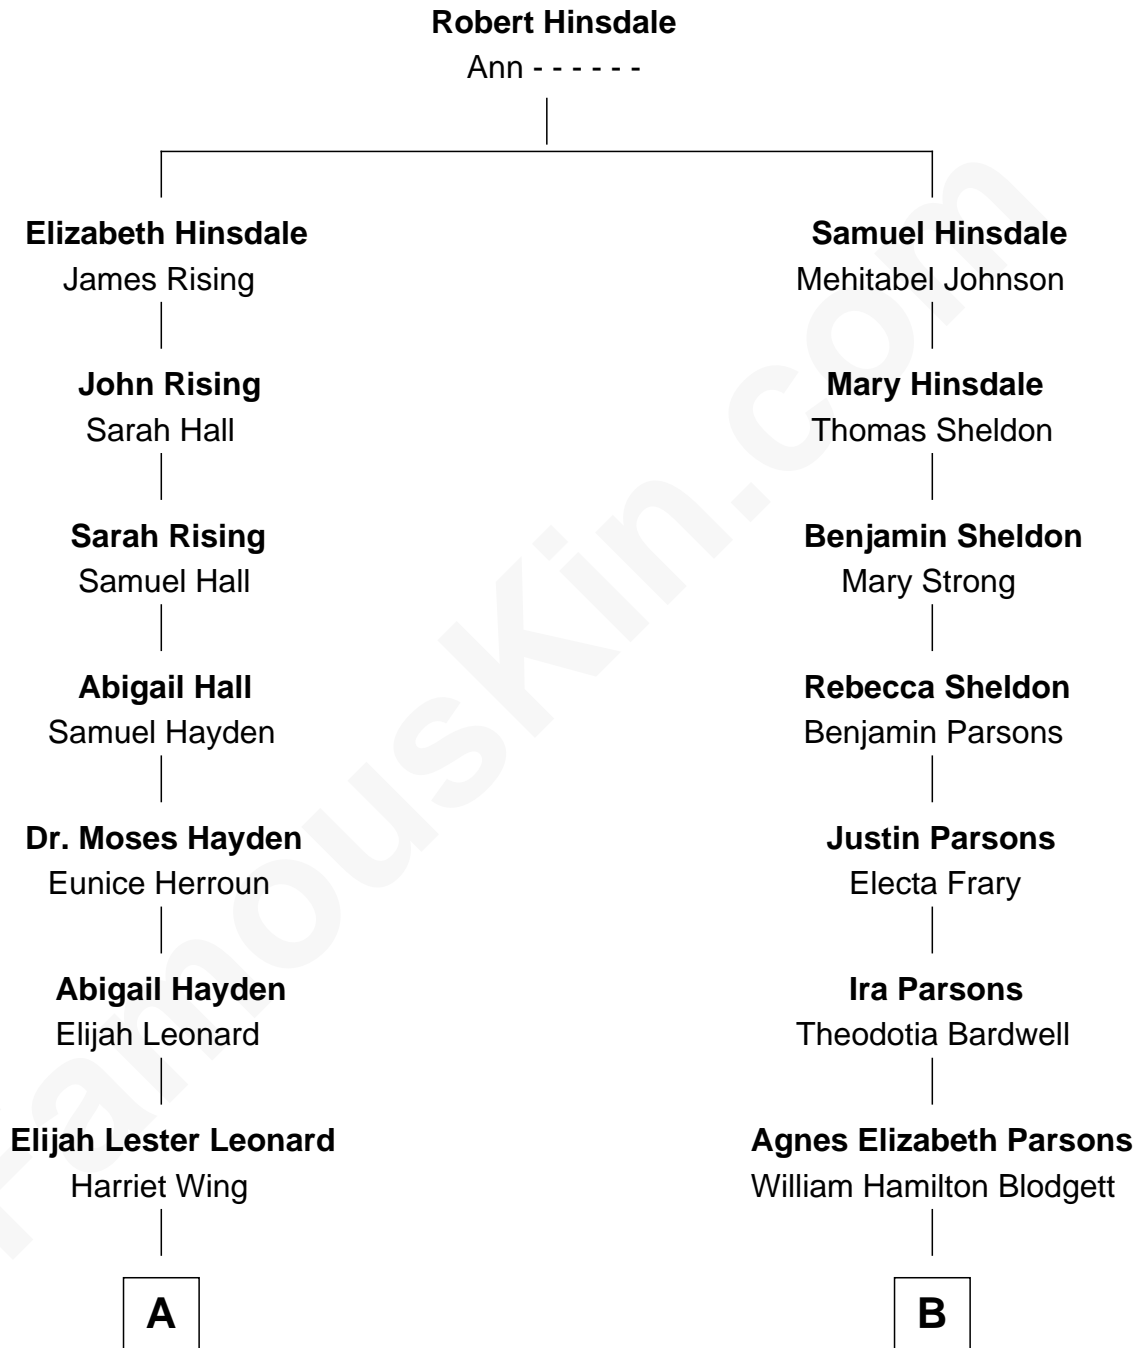 Robert Hinsdale
Ann - - - - - -
Elizabeth Hinsdale
James Rising
Samuel Hinsdale
Mehitabel Johnson
John Rising
Sarah Hall
Mary Hinsdale
Thomas Sheldon
Sarah Rising
Samuel Hall
Benjamin Sheldon
Mary Strong
Abigail Hall
Samuel Hayden
Rebecca Sheldon
Benjamin Parsons
Dr. Moses Hayden
Eunice Herroun
Justin Parsons
Electa Frary
Abigail Hayden
Elijah Leonard
Ira Parsons
Theodotia Bardwell
Elijah Lester Leonard
Harriet Wing
Agnes Elizabeth Parsons
William Hamilton Blodgett
A
B
FamousKin.com